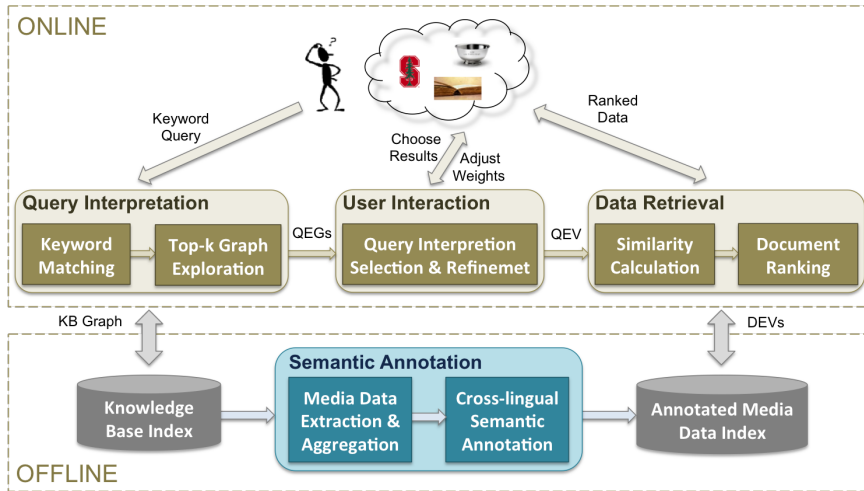 ONLINE
?
S
Keyword
Query
Choose
Results
Adjust
Weights
Ranked
Data
Query Interpretation
Keyword
Matching
Top-k Graph
Exploration
QEGs
User Interaction
Query Interpretion
Selection & Refinemet
QEV
Data Retrieval
Similarity
Calculation
Document
Ranking
KB Graph
DEVs
Semantic Annotation
Knowledge
Base Index
Media Data
Extraction &
Aggregation
Cross-lingual
Semantic
Annotation
Annotated Media
Data Index
OFFLINE